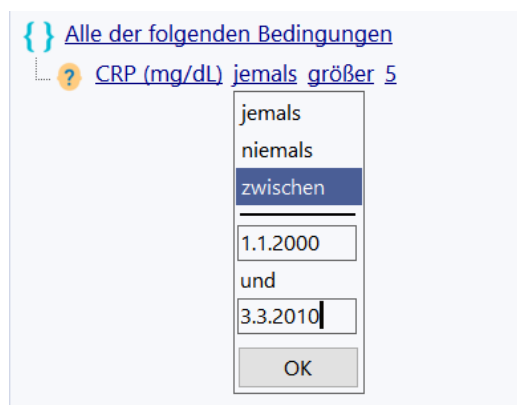 { } Alle der folgenden Bedingungen
? CRP (mg/dL) jemals größer 5
jemals
niemals
zwischen
1.1.2000
und
3.3.2010
OK